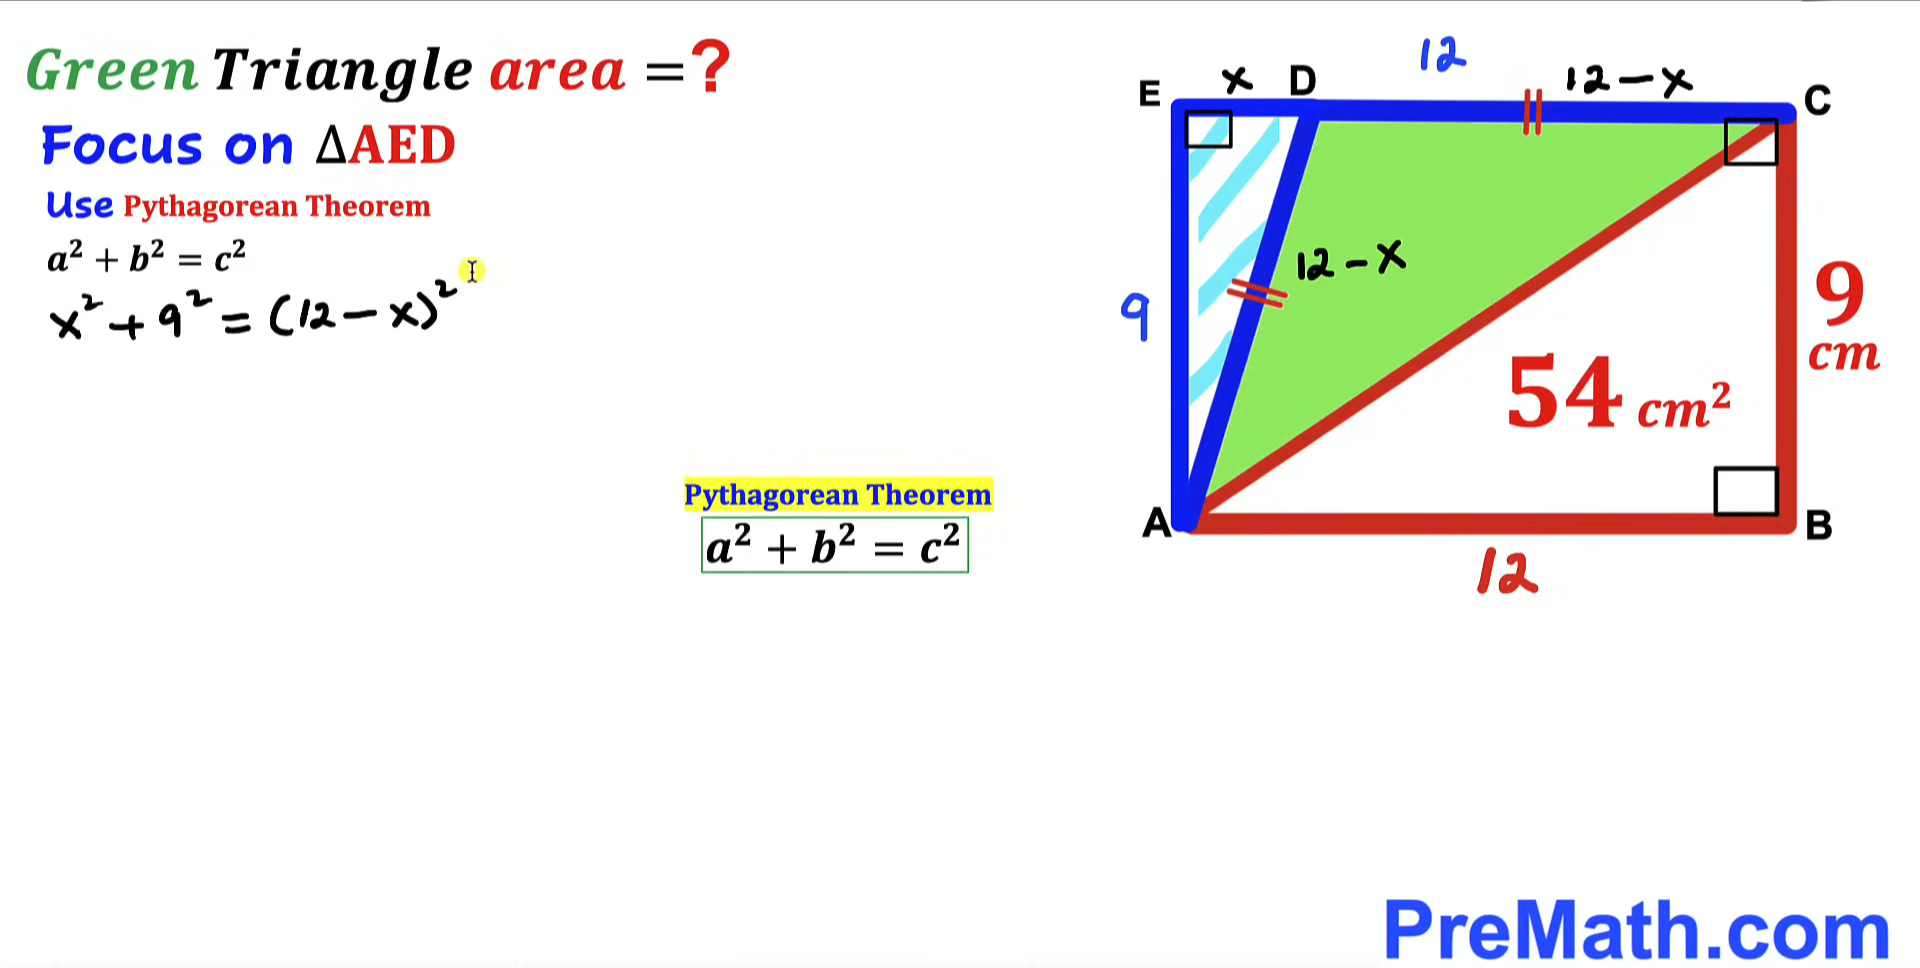 Green Triangle area =?
Focus on ΔAED
Use Pythagorean Theorem
a² + b² = c²
x² + 9² = (12 - x)²
Pythagorean Theorem
a² + b² = c²
12
E x D 12 - x C
12 - x
9
9
cm
54 cm²
A B
12
PreMath.com